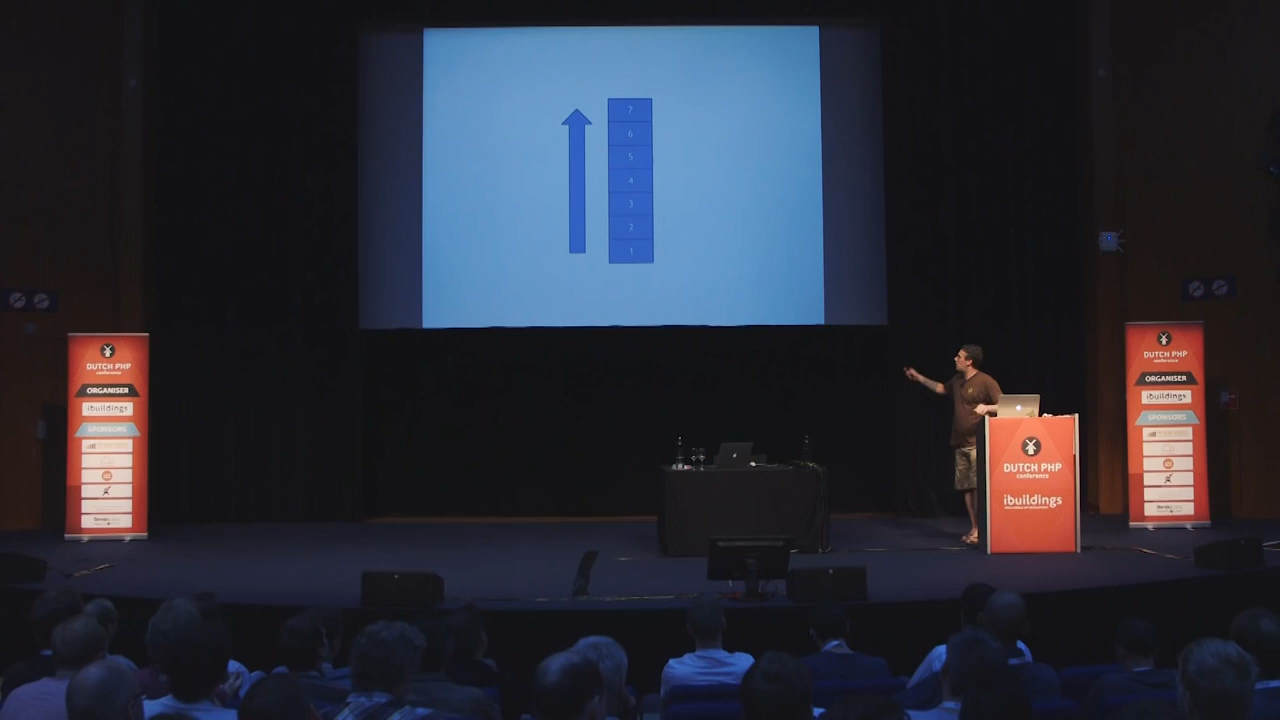 7
6
5
4
3
2
1
DUTCH PHP
conference
ORGANISER
ibuildings
SPONSORS
DUTCH PHP
conference
ibuildings
DUTCH PHP
conference
ORGANISER
ibuildings
SPONSORS